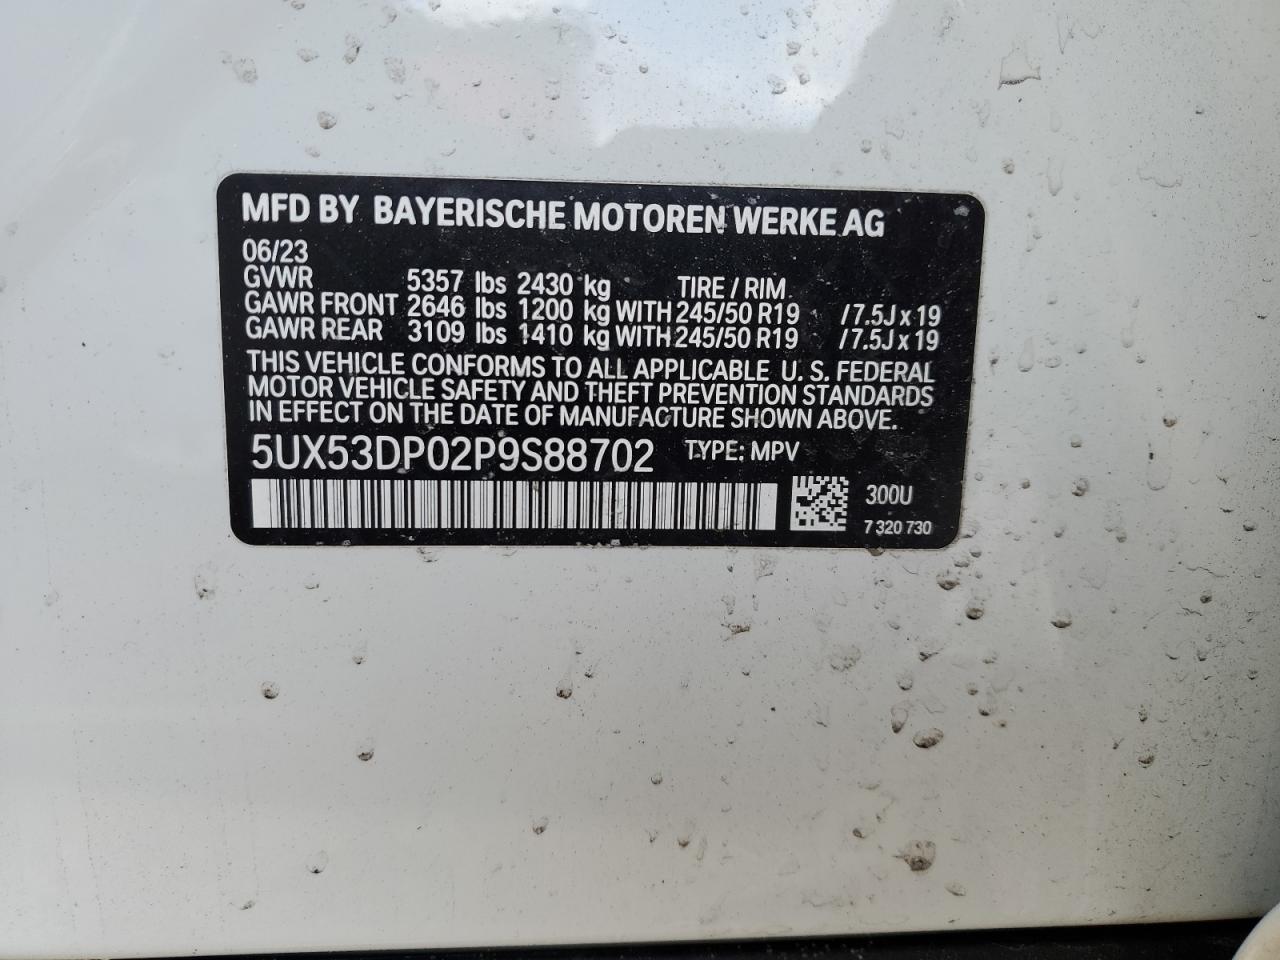 MFD BY BAYERISCHE MOTOREN WERKE AG
06/23
GVWR 5357 lbs 2430 kg TIRE / RIM
GAWR FRONT 2646 lbs 1200 kg WITH 245/50 R19 / 7.5J x 19
GAWR REAR 3109 lbs 1410 kg WITH 245/50 R19 / 7.5J x 19
THIS VEHICLE CONFORMS TO ALL APPLICABLE U. S. FEDERAL
MOTOR VEHICLE SAFETY AND THEFT PREVENTION STANDARDS
IN EFFECT ON THE DATE OF MANUFACTURE SHOWN ABOVE.
5UX53DP02P9S88702 TYPE: MPV
300U
7 320 730